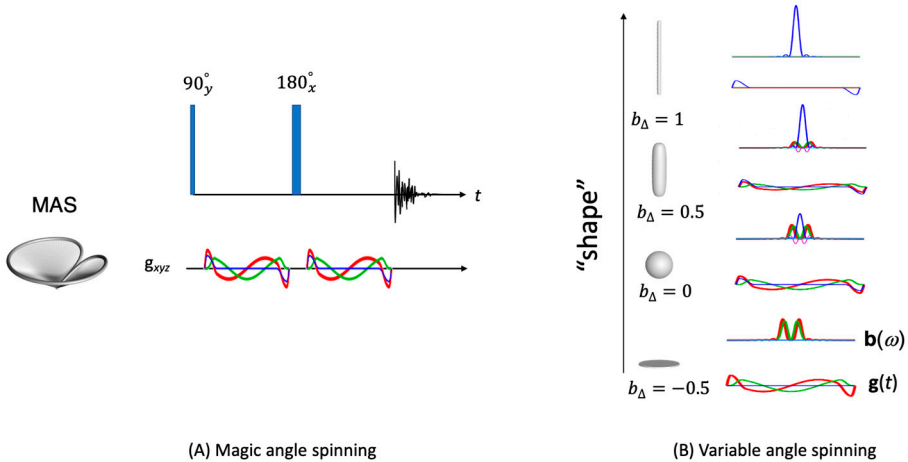 90°y
180°x
t
MAS
gxyz
(A) Magic angle spinning
"shape"
bΔ = 1
bΔ = 0.5
bΔ = 0
bΔ = −0.5
b(ω)
g(t)
(B) Variable angle spinning